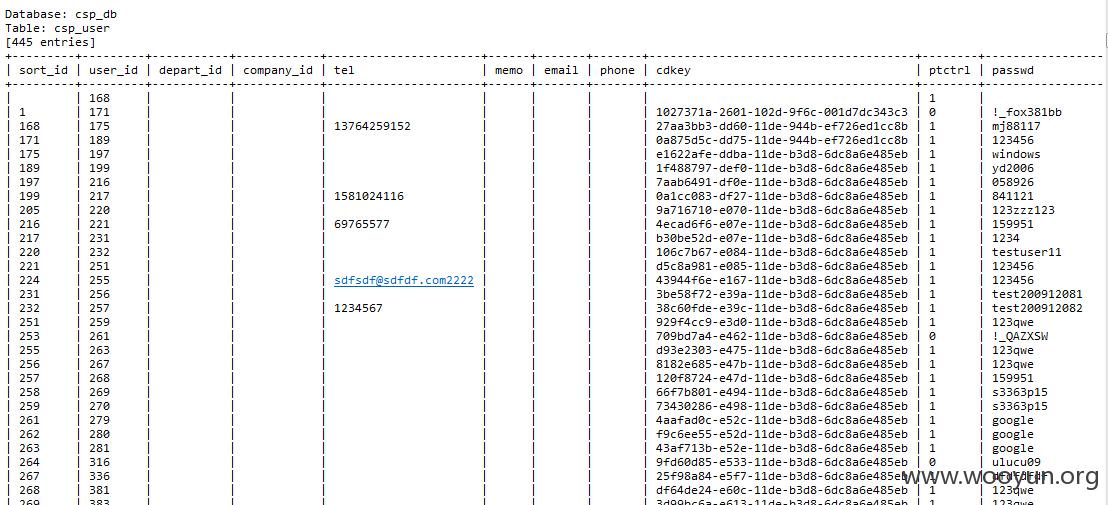 Database: csp_db
Table: csp_user
[445 entries]
| sort_id | user_id | depart_id | company_id | tel | memo | email | phone | cdkey | ptctrl | passwd
| | 168 | | | | | | | | 1 |
| 1 | 171 | | | | | | | 1027371a-2601-102d-9f6c-001d7dc343c3 | 0 | !_fox381bb
| 168 | 175 | | | 13764259152 | | | | 27aa3bb3-dd60-11de-944b-ef726ed1cc8b | 1 | mj88117
| 171 | 189 | | | | | | | 0a875d5c-dd75-11de-944b-ef726ed1cc8b | 1 | 123456
| 175 | 197 | | | | | | | e1622afe-ddba-11de-b3d8-6dc8a6e485eb | 1 | windows
| 189 | 199 | | | | | | | 1f488797-def0-11de-b3d8-6dc8a6e485eb | 1 | yd2006
| 197 | 216 | | | | | | | 7aab6491-df0e-11de-b3d8-6dc8a6e485eb | 1 | 058926
| 199 | 217 | | | 1581024116 | | | | 0a1cc083-df27-11de-b3d8-6dc8a6e485eb | 1 | 841121
| 205 | 220 | | | | | | | 9a716710-e070-11de-b3d8-6dc8a6e485eb | 1 | 123zzz123
| 216 | 221 | | | 69765577 | | | | 4ecad6f6-e07e-11de-b3d8-6dc8a6e485eb | 1 | 159951
| 217 | 231 | | | | | | | b30be52d-e07e-11de-b3d8-6dc8a6e485eb | 1 | 1234
| 220 | 232 | | | | | | | 106c7b67-e084-11de-b3d8-6dc8a6e485eb | 1 | testuser11
| 221 | 251 | | | | | | | d5c8a981-e085-11de-b3d8-6dc8a6e485eb | 1 | 123456
| 224 | 255 | | | sdfsdf@sdfdf.com2222 | | | | 43944f6e-e167-11de-b3d8-6dc8a6e485eb | 1 | 123456
| 231 | 256 | | | | | | | 3be58f72-e39a-11de-b3d8-6dc8a6e485eb | 1 | test200912081
| 232 | 257 | | | 1234567 | | | | 38c60fde-e39c-11de-b3d8-6dc8a6e485eb | 1 | test200912082
| 251 | 259 | | | | | | | 929f4cc9-e3d0-11de-b3d8-6dc8a6e485eb | 1 | 123qwe
| 253 | 261 | | | | | | | 709bd7a4-e462-11de-b3d8-6dc8a6e485eb | 0 | !_QAZXSW
| 255 | 263 | | | | | | | d93e2303-e475-11de-b3d8-6dc8a6e485eb | 1 | 123qwe
| 256 | 267 | | | | | | | 8182e685-e47b-11de-b3d8-6dc8a6e485eb | 1 | 123qwe
| 257 | 268 | | | | | | | 120f8724-e47d-11de-b3d8-6dc8a6e485eb | 1 | 159951
| 258 | 269 | | | | | | | 66f7b801-e494-11de-b3d8-6dc8a6e485eb | 1 | s3363p15
| 259 | 270 | | | | | | | 73430286-e498-11de-b3d8-6dc8a6e485eb | 1 | s3363p15
| 261 | 279 | | | | | | | 4aafad0c-e52c-11de-b3d8-6dc8a6e485eb | 1 | google
| 262 | 280 | | | | | | | f9c6ee55-e52d-11de-b3d8-6dc8a6e485eb | 1 | google
| 263 | 281 | | | | | | | 43af713b-e52e-11de-b3d8-6dc8a6e485eb | 1 | google
| 264 | 316 | | | | | | | 9fd60d85-e533-11de-b3d8-6dc8a6e485eb | 0 | ulucu09
| 267 | 336 | | | | | | | 25f98a84-e5f7-11de-b3d8-6dc8a6e485eb | 1 |
www.wooyun.org
| 268 | 381 | | | | | | | df64de24-e60c-11de-b3d8-6dc8a6e485eb | 1 | 123qwe